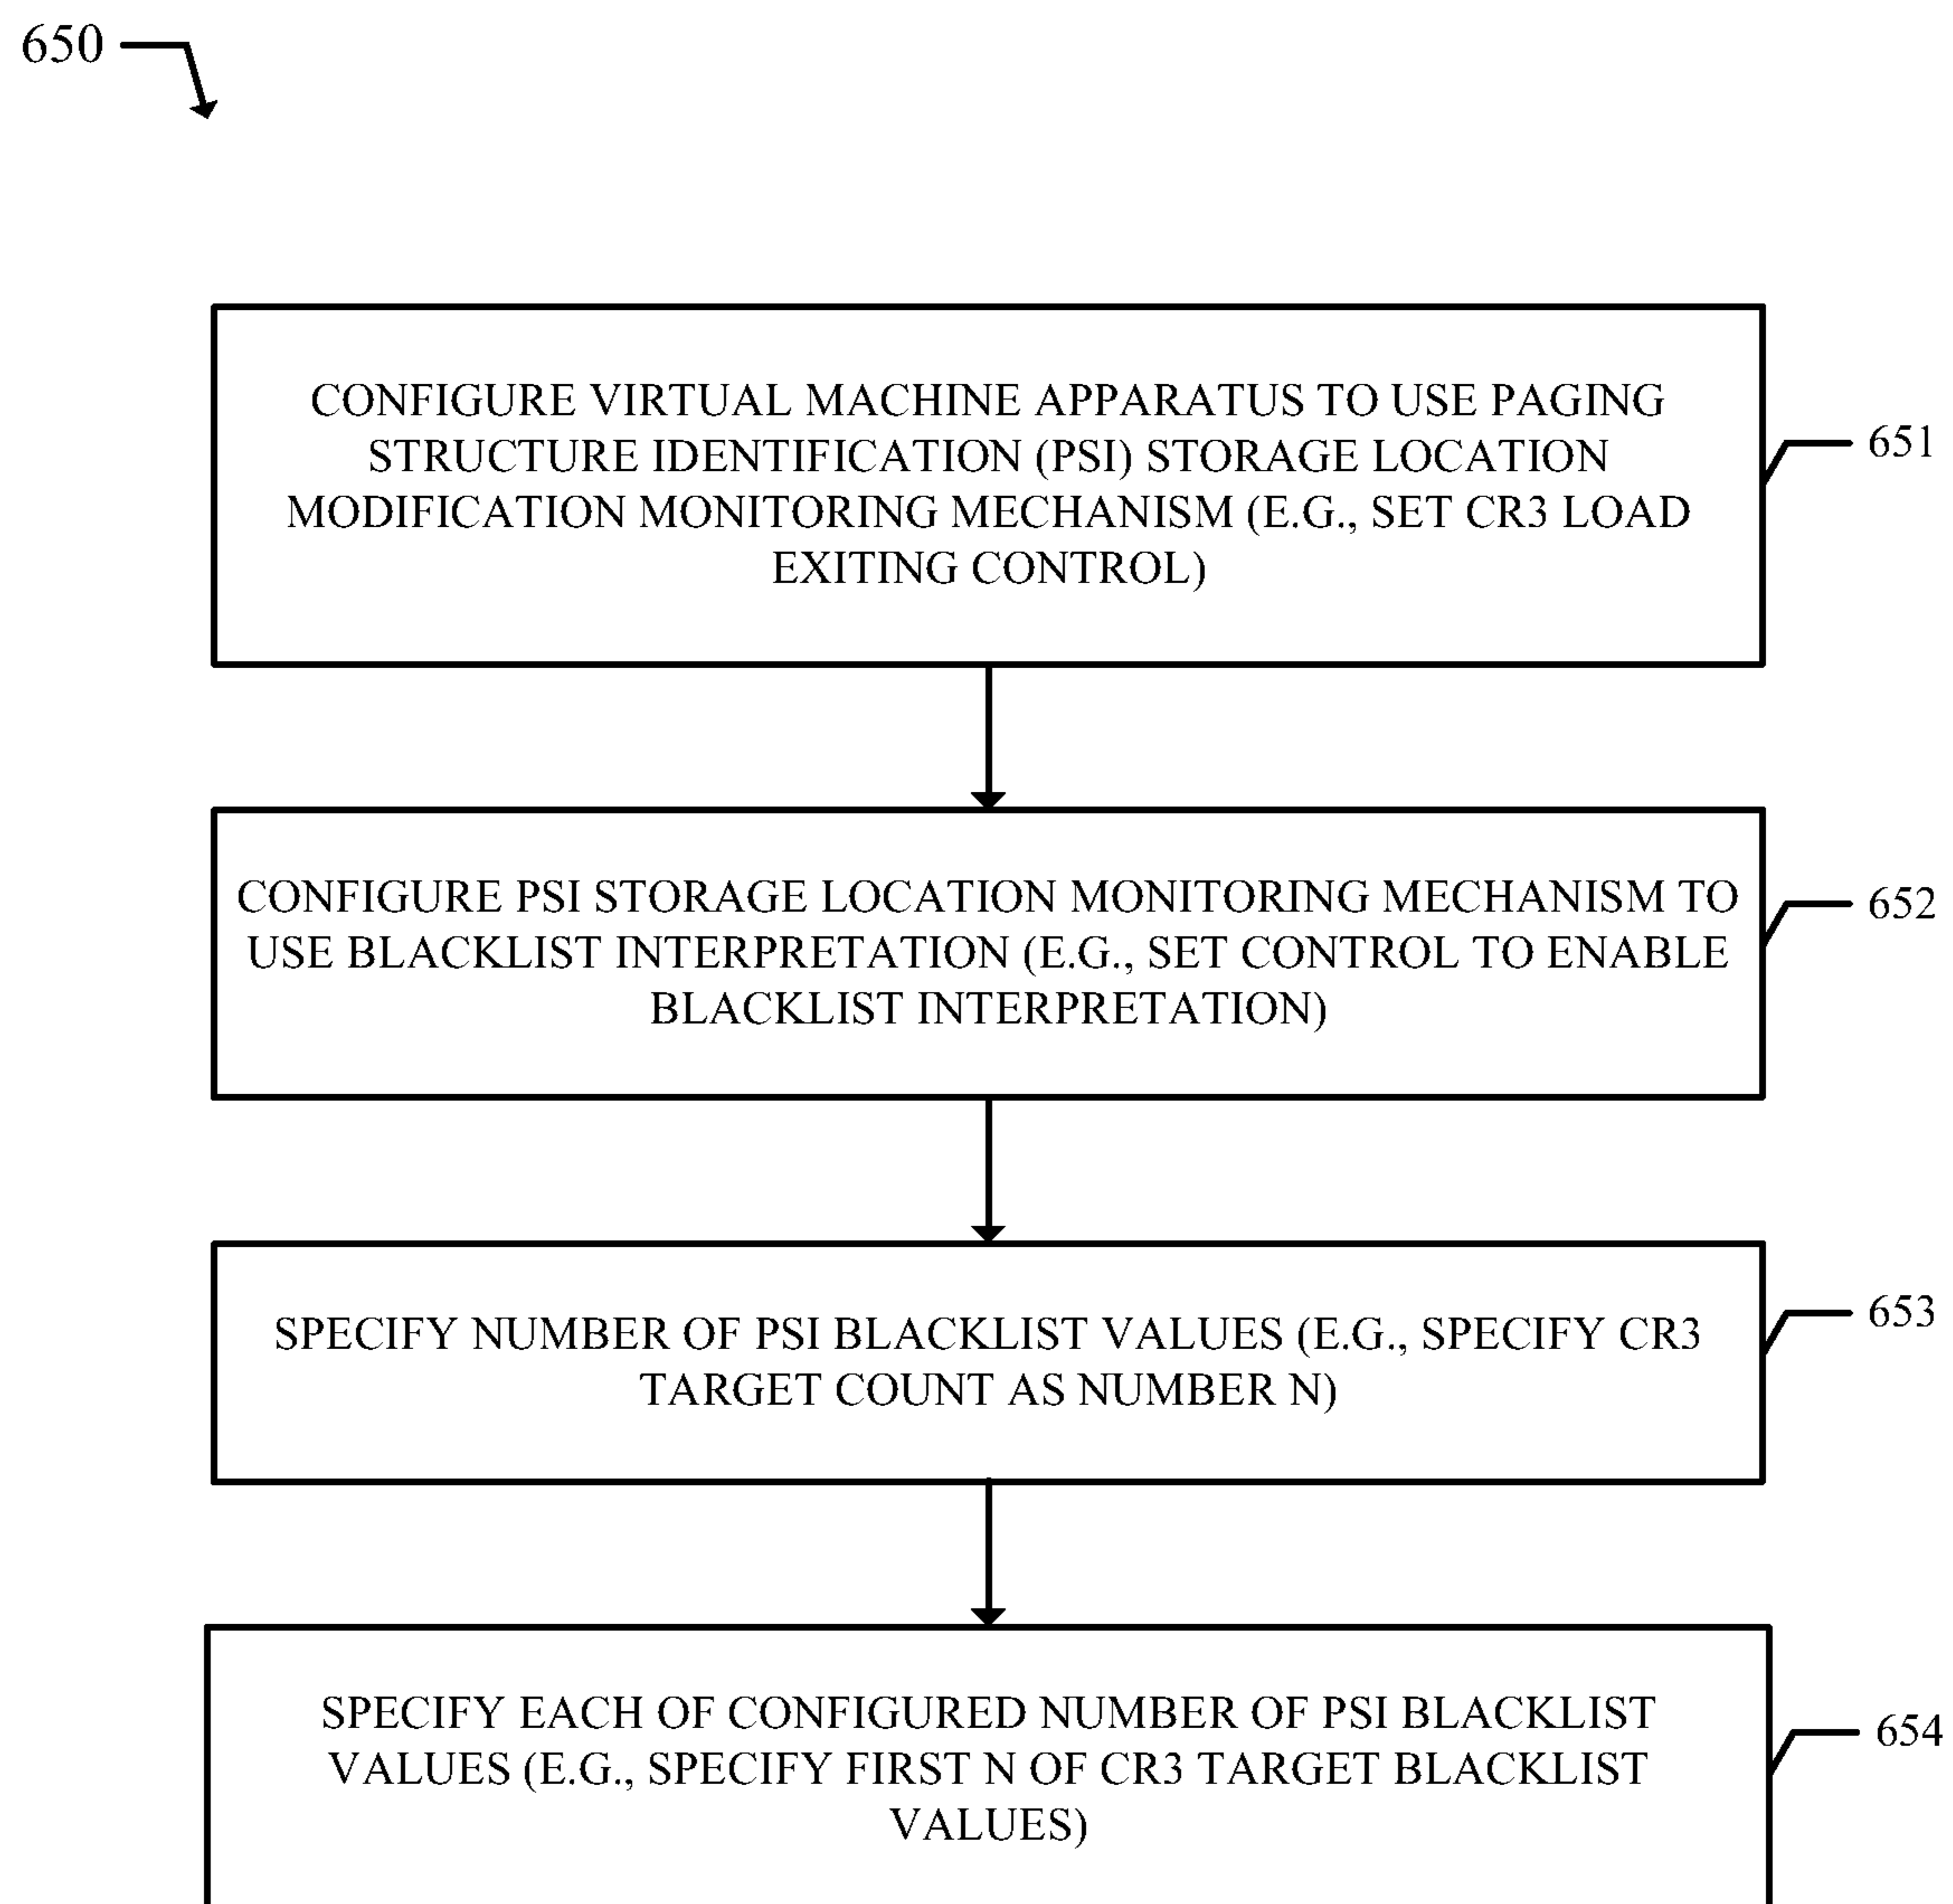 650
CONFIGURE VIRTUAL MACHINE APPARATUS TO USE PAGING
STRUCTURE IDENTIFICATION (PSI) STORAGE LOCATION
MODIFICATION MONITORING MECHANISM (E.G., SET CR3 LOAD
EXITING CONTROL)
651
CONFIGURE PSI STORAGE LOCATION MONITORING MECHANISM TO
USE BLACKLIST INTERPRETATION (E.G., SET CONTROL TO ENABLE
BLACKLIST INTERPRETATION)
652
SPECIFY NUMBER OF PSI BLACKLIST VALUES (E.G., SPECIFY CR3
TARGET COUNT AS NUMBER N)
653
SPECIFY EACH OF CONFIGURED NUMBER OF PSI BLACKLIST
VALUES (E.G., SPECIFY FIRST N OF CR3 TARGET BLACKLIST
VALUES)
654